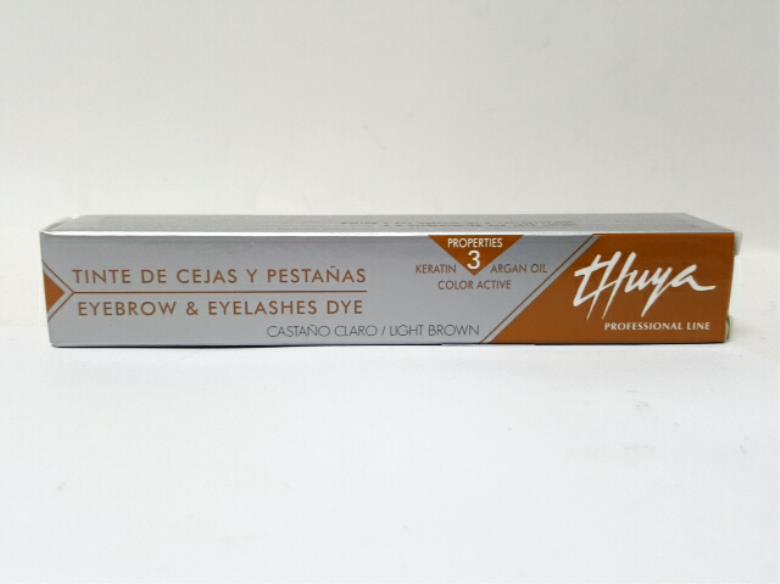 TINTE DE CEJAS Y PESTAÑAS
EYEBROW & EYELASHES DYE
CASTAÑO CLARO / LIGHT BROWN
PROPERTIES
3
KERATIN ARGAN OIL
COLOR ACTIVE
thuya
PROFESSIONAL LINE